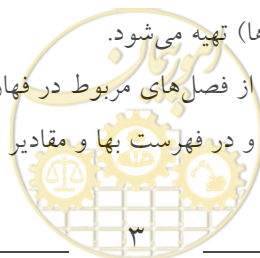 ها) تهیه می‌شود.
از فصل‌های مربوط در فهار
و در فهرست بها و مقادیر
۳